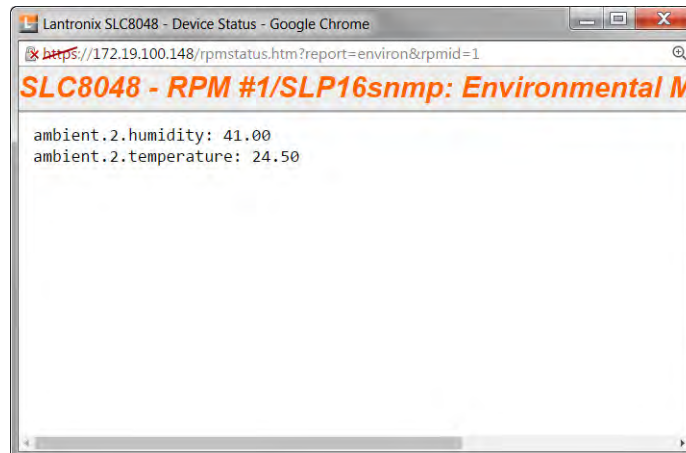 Lantronix SLC8048 - Device Status - Google Chrome
https://172.19.100.148/rpmstatus.htm?report=environ&rpmid=1
SLC8048 - RPM #1/SLP16snmp: Environmental M
ambient.2.humidity: 41.00
ambient.2.temperature: 24.50